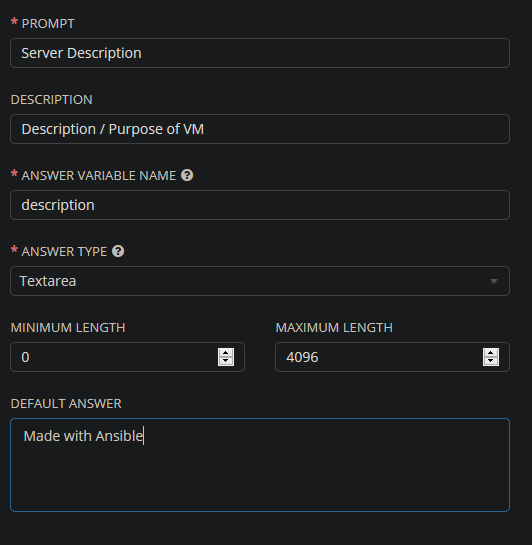 * PROMPT
Server Description
DESCRIPTION
Description / Purpose of VM
* ANSWER VARIABLE NAME ?
description
* ANSWER TYPE ?
Textarea
MINIMUM LENGTH MAXIMUM LENGTH
0 4096
DEFAULT ANSWER
Made with Ansible